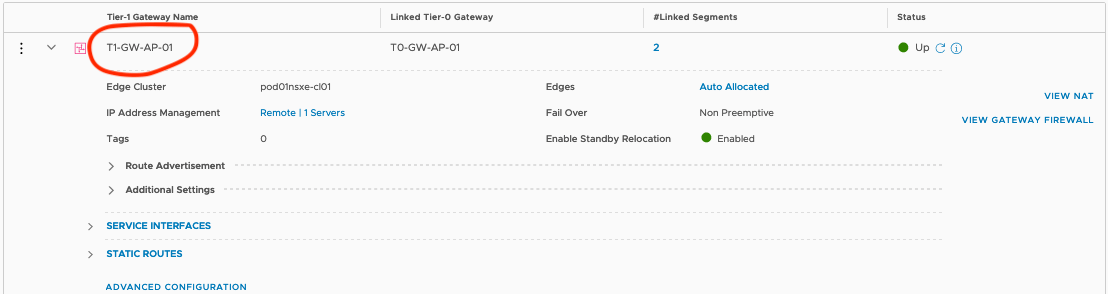 Tier-1 Gateway Name Linked Tier-0 Gateway #Linked Segments Status
T1-GW-AP-01 T0-GW-AP-01 2 Up
Edge Cluster pod01nsxe-cl01 Edges Auto Allocated
VIEW NAT
IP Address Management Remote | 1 Servers Fail Over Non Preemptive
VIEW GATEWAY FIREWALL
Tags 0 Enable Standby Relocation Enabled
Route Advertisement
Additional Settings
SERVICE INTERFACES
STATIC ROUTES
ADVANCED CONFIGURATION